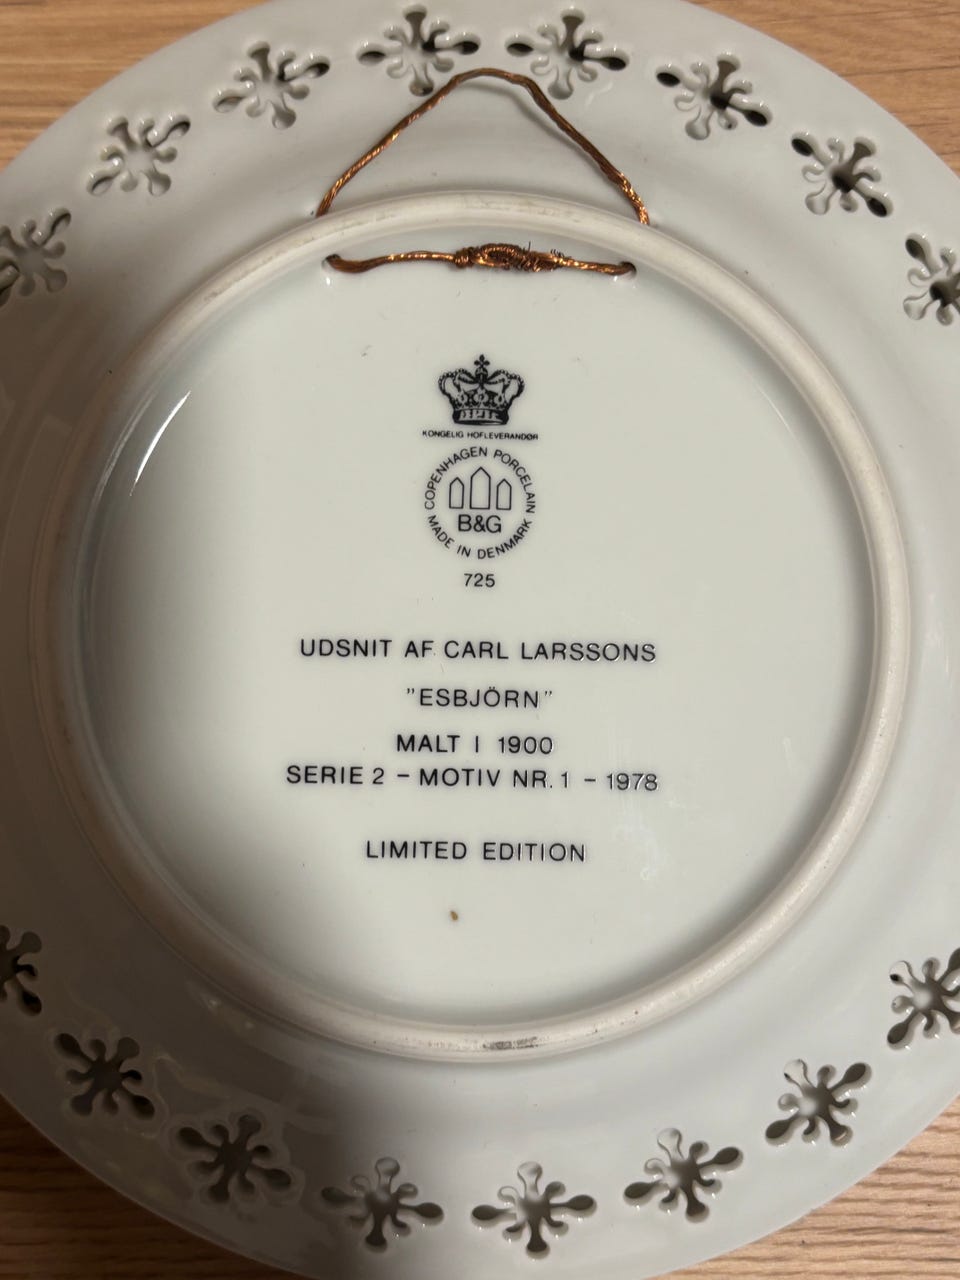 KONGELIG HOFLEVERANDØR
COPENHAGEN PORCELAIN
B&G
MADE IN DENMARK
725
UDSNIT AF CARL LARSSONS
"ESBJÖRN"
MALT I 1900
SERIE 2 - MOTIV NR. 1 - 1978
LIMITED EDITION